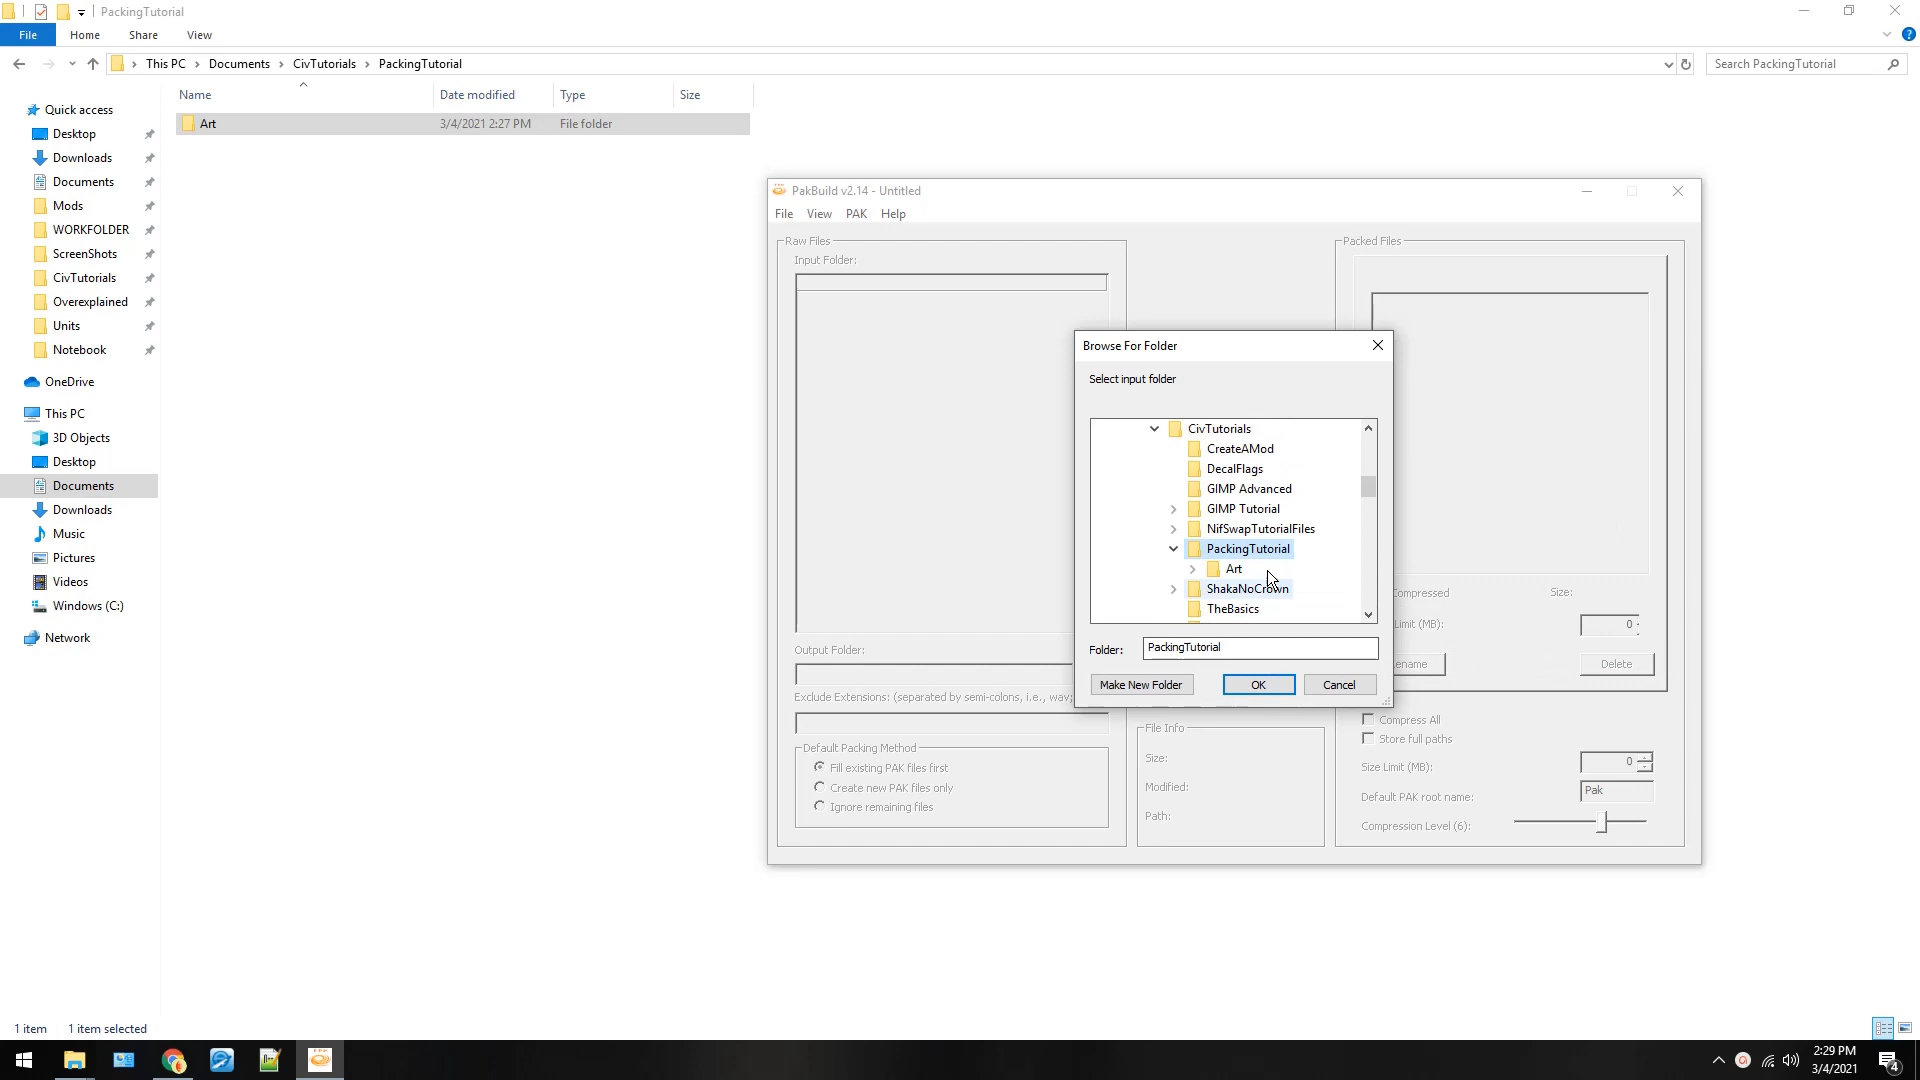 PackingTutorial
File Home Share View
This PC Documents CivTutorials PackingTutorial
Search PackingTutorial
Name Date modified Type Size
Art 3/4/2021 2:27 PM File folder
Quick access
Desktop
Downloads
Documents
Mods
WORKFOLDER
ScreenShots
CivTutorials
Overexplained
Units
Notebook
OneDrive
This PC
3D Objects
Desktop
Documents
Downloads
Music
Pictures
Videos
Windows (C:)
Network
1 item 1 item selected
PakBuild v2.14 - Untitled
File View PAK Help
Raw Files
Input Folder:
Output Folder:
Exclude Extensions: (separated by semi-colons, i.e., wav;
Default Packing Method
Fill existing PAK files first
Create new PAK files only
Ignore remaining files
File Info
Size:
Modified:
Path:
Packed Files
Compressed Size:
Limit (MB): 0
ename Delete
Compress All
Store full paths
Size Limit (MB): 0
Default PAK root name: Pak
Compression Level (6):
Browse For Folder
Select input folder
CivTutorials
CreateAMod
DecalFlags
GIMP Advanced
GIMP Tutorial
NifSwapTutorialFiles
PackingTutorial
Art
ShakaNoCrown
TheBasics
Folder: PackingTutorial
Make New Folder OK Cancel
2:29 PM
3/4/2021
4